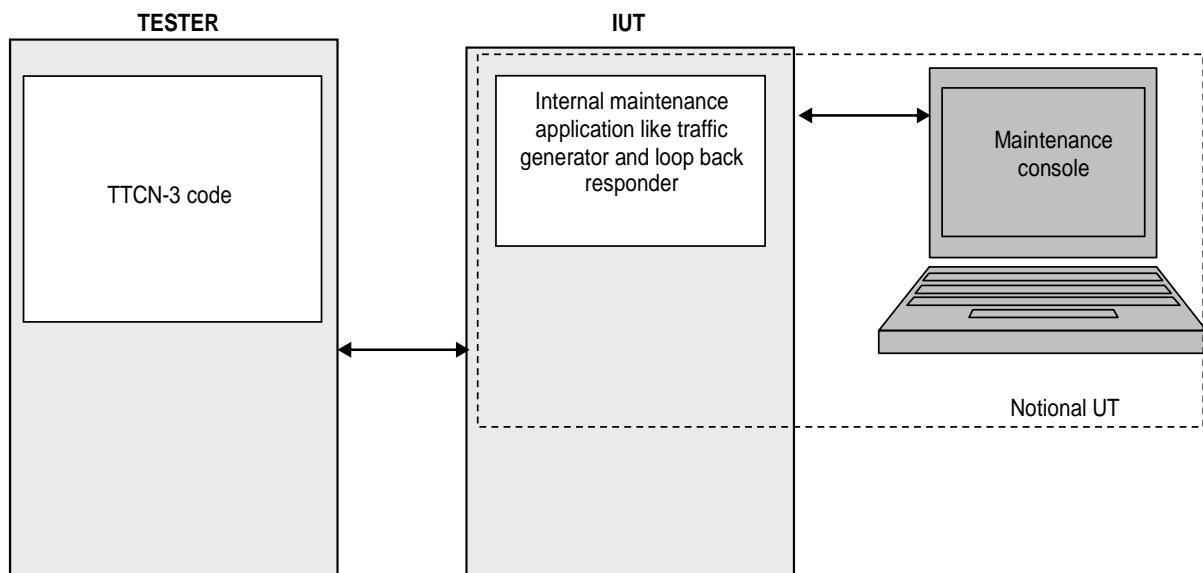 TESTER
IUT
TTCN-3 code
Internal maintenance
application like traffic
generator and loop back
responder
Maintenance
console
Notional UT